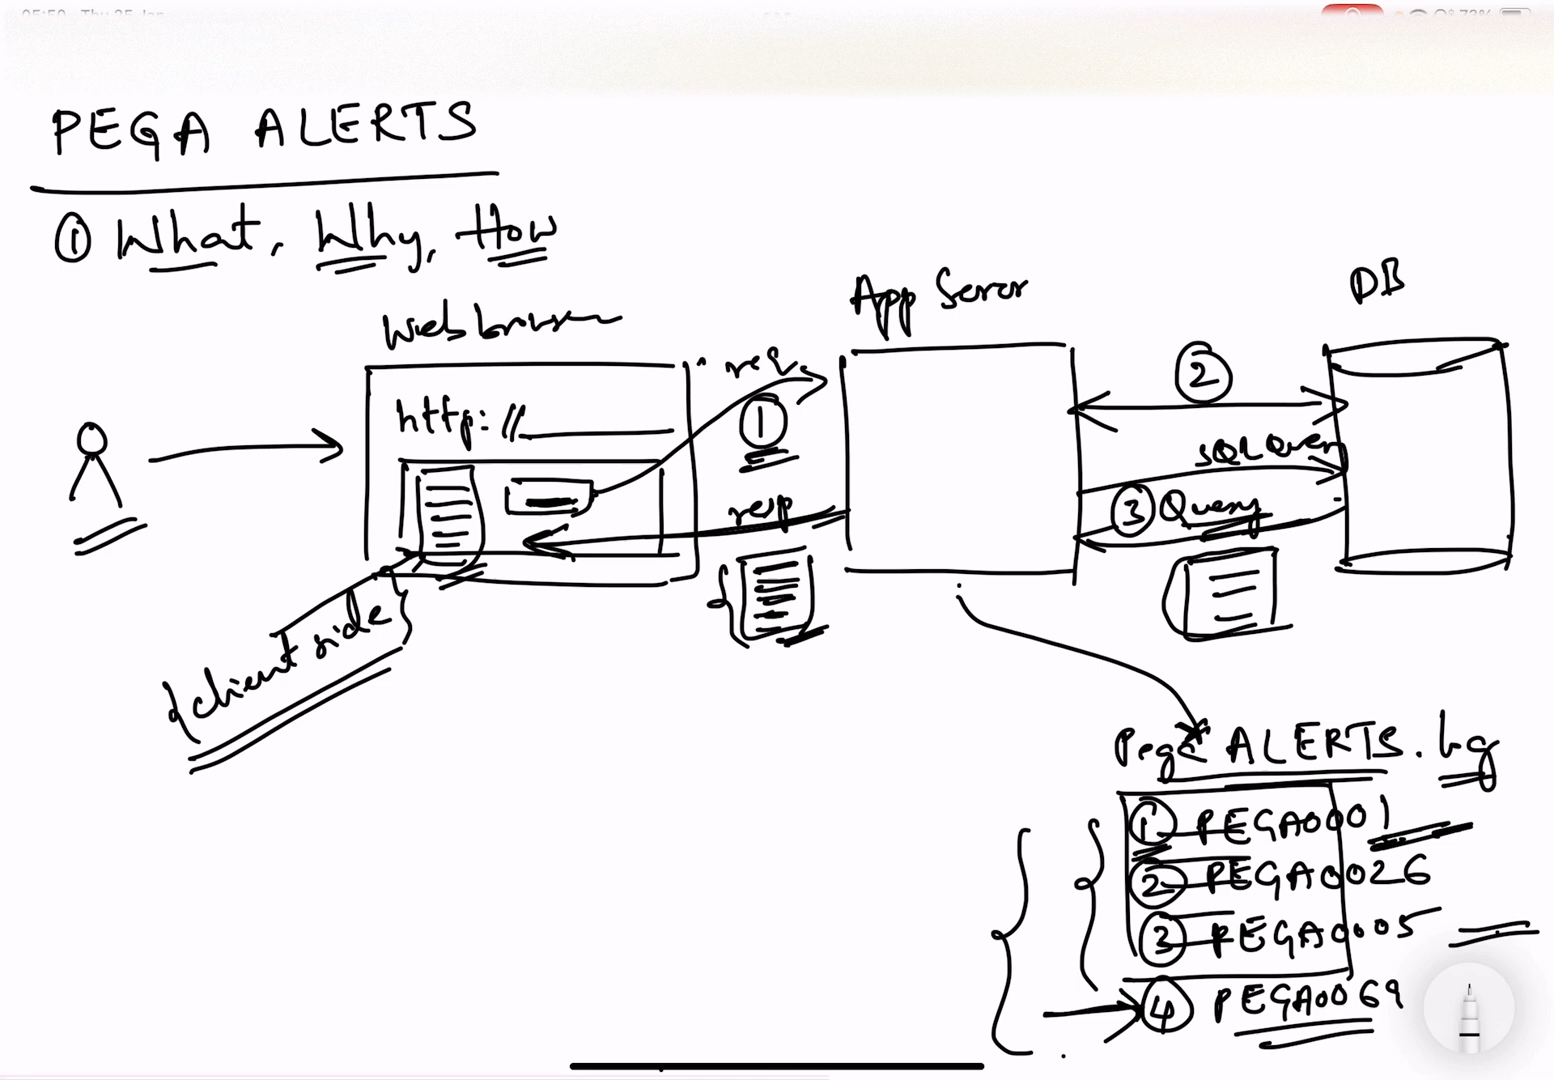 PEGA ALERTS
① What, Why, How
Web browser
App Server
DB
http://
req
①
②
SQL Query
resp
③ Query
{client side}
Pega ALERTS.log
① PEGA0001
② PEGA0026
③ PEGA0005
④ PEGA0069